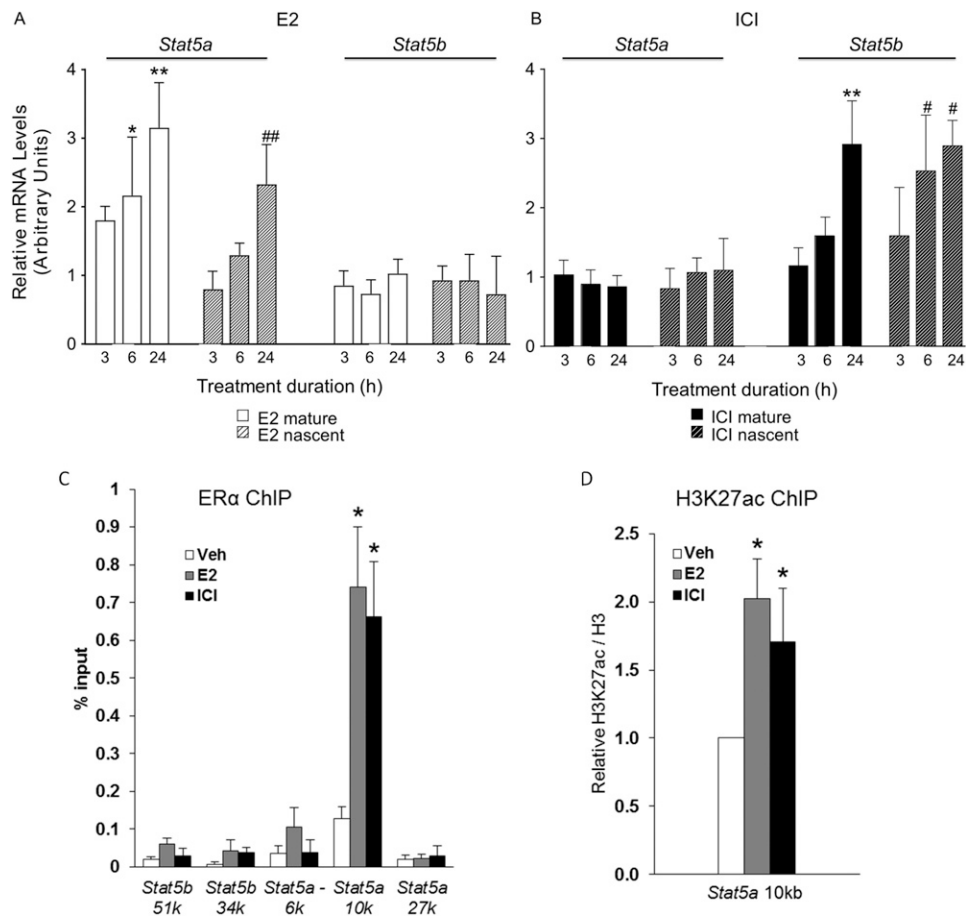 A
E2
Stat5a
Stat5b
Relative mRNA Levels
(Arbitrary Units)
4
3
2
1
0
*
**
##
3 6 24 3 6 24 3 6 24 3 6 24
Treatment duration (h)
E2 mature
E2 nascent
B
ICI
Stat5a
Stat5b
4
3
2
1
0
**
#
#
3 6 24 3 6 24 3 6 24 3 6 24
Treatment duration (h)
ICI mature
ICI nascent
C
ERα ChIP
Veh
E2
ICI
% input
1
0.9
0.8
0.7
0.6
0.5
0.4
0.3
0.2
0.1
0
*
*
Stat5b Stat5b Stat5a - Stat5a Stat5a
51k 34k 6k 10k 27k
D
H3K27ac ChIP
Veh
E2
ICI
Relative H3K27ac / H3
2.5
2.0
1.5
1.0
0.5
0.0
*
*
Stat5a 10kb